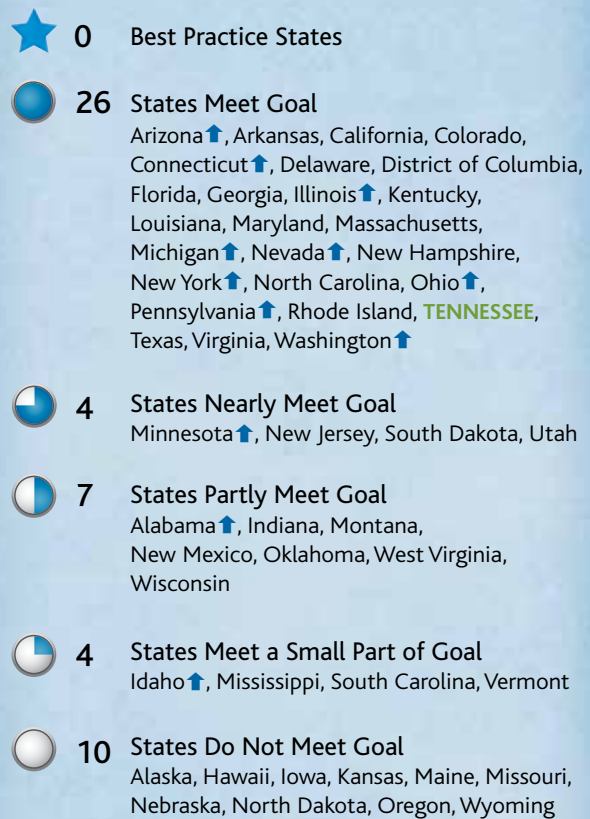 0 Best Practice States
26 States Meet Goal
Arizona⬆, Arkansas, California, Colorado,
Connecticut⬆, Delaware, District of Columbia,
Florida, Georgia, Illinois⬆, Kentucky,
Louisiana, Maryland, Massachusetts,
Michigan⬆, Nevada⬆, New Hampshire,
New York⬆, North Carolina, Ohio⬆,
Pennsylvania⬆, Rhode Island, TENNESSEE,
Texas, Virginia, Washington⬆
4 States Nearly Meet Goal
Minnesota⬆, New Jersey, South Dakota, Utah
7 States Partly Meet Goal
Alabama⬆, Indiana, Montana,
New Mexico, Oklahoma, West Virginia,
Wisconsin
4 States Meet a Small Part of Goal
Idaho⬆, Mississippi, South Carolina, Vermont
10 States Do Not Meet Goal
Alaska, Hawaii, Iowa, Kansas, Maine, Missouri,
Nebraska, North Dakota, Oregon, Wyoming